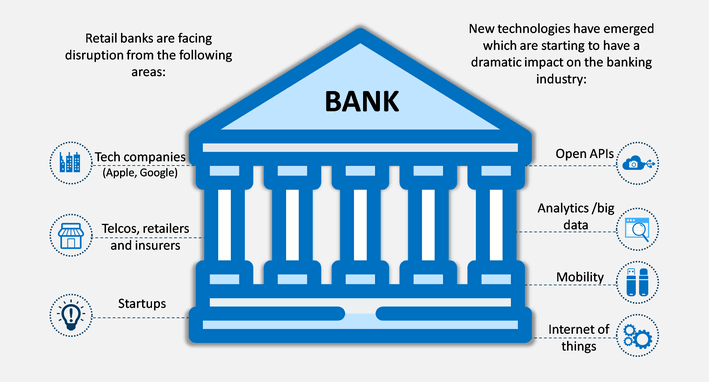 Retail banks are facing
disruption from the following
areas:
New technologies have emerged
which are starting to have a
dramatic impact on the banking
industry:
BANK
Tech companies
(Apple, Google)
Telcos, retailers
and insurers
Startups
Open APIs
Analytics /big
data
Mobility
Internet of
things